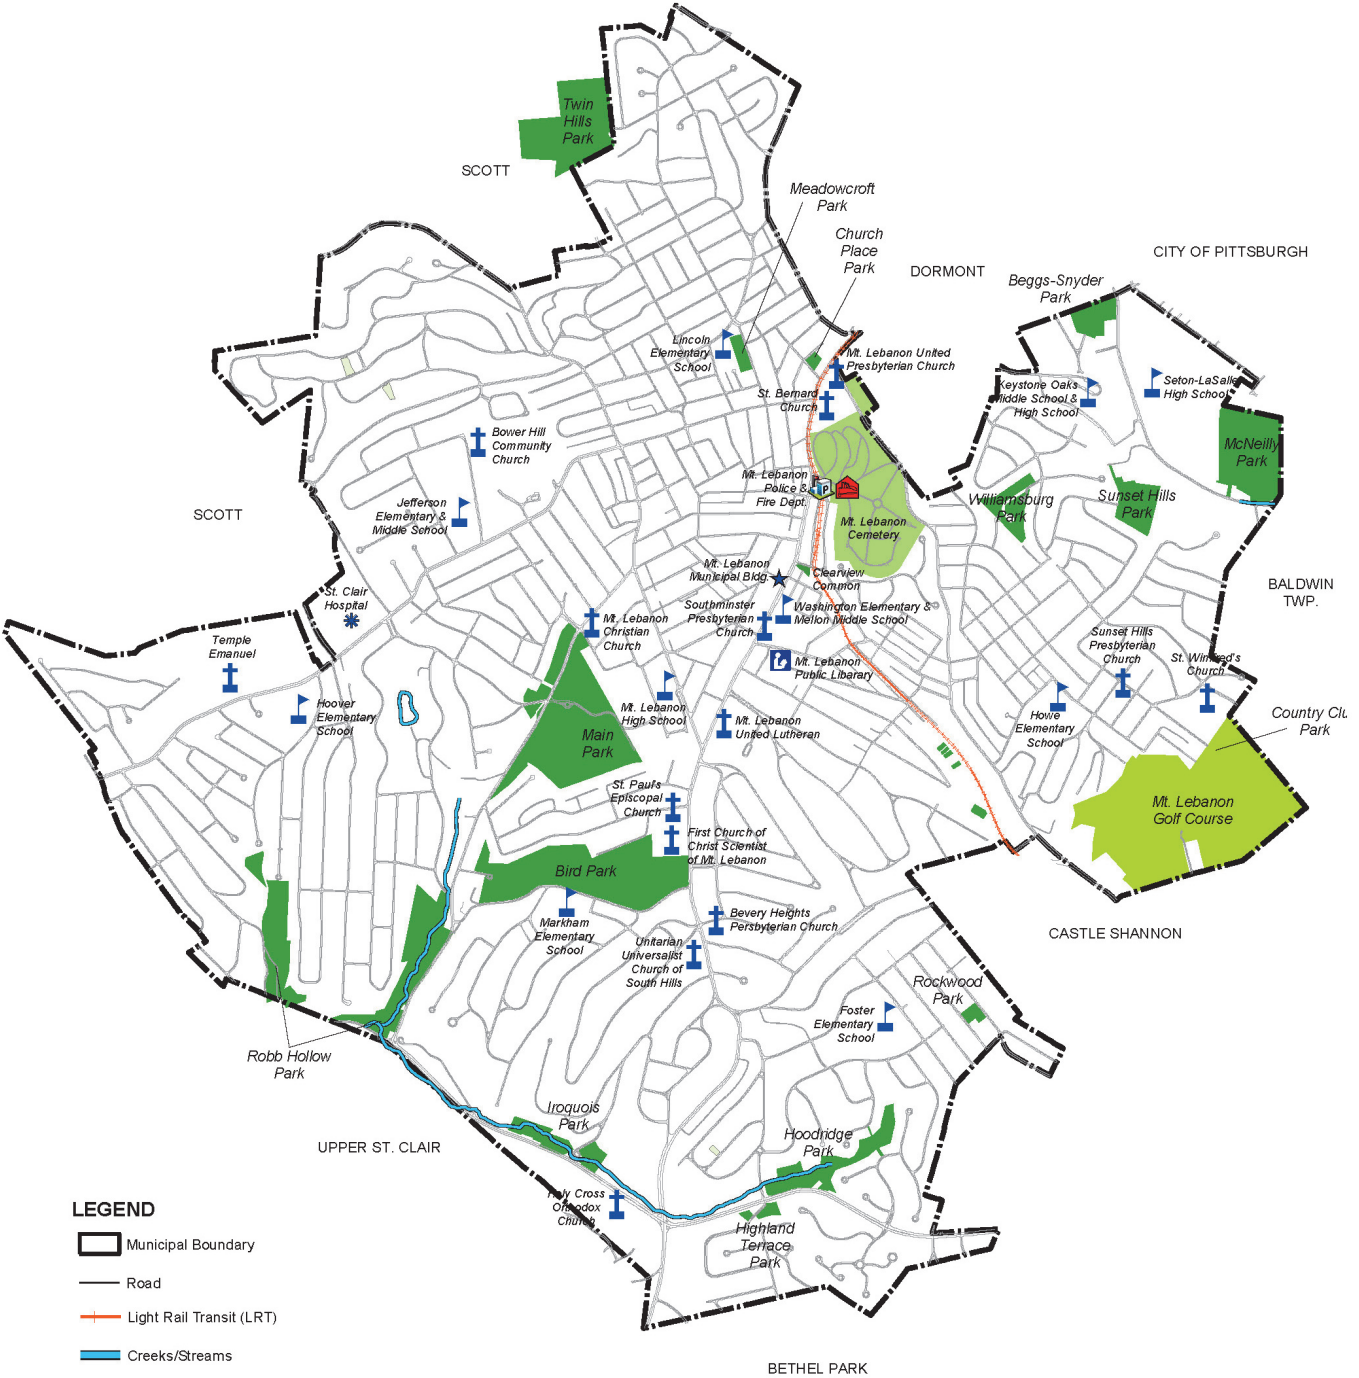 Twin
Hills
Park
SCOTT
Meadowcroft
Park
Church
Place
Park
DORMONT
CITY OF PITTSBURGH
Beggs-Snyder
Park
Lincoln
Elementary
School
Mt. Lebanon United
Presbyterian Church
St. Bernard
Church
Keystone Oaks
Middle School &
High School
Seton-LaSalle
High School
McNeilly
Park
Bower Hill
Community
Church
Mt. Lebanon
Police &
Fire Dept.
P
Mt. Lebanon
Cemetery
Williamsburg
Park
Sunset Hills
Park
Jefferson
Elementary &
Middle School
SCOTT
Mt. Lebanon
Municipal Bldg.
Clearview
Common
BALDWIN
TWP.
St. Clair
Hospital
Southminster
Presbyterian
Church
Washington Elementary &
Mellon Middle School
Mt. Lebanon
Christian
Church
Temple
Emanuel
Sunset Hills
Presbyterian
Church
St. Winifred's
Church
Mt. Lebanon
Public Libarary
Hoover
Elementary
School
Mt. Lebanon
High School
Mt. Lebanon
United Lutheran
Howe
Elementary
School
Country Clu
Park
Main
Park
St. Paul's
Episcopal
Church
Mt. Lebanon
Golf Course
First Church of
Christ Scientist
of Mt. Lebanon
Bird Park
Markham
Elementary
School
Bevery Heights
Persbyterian Church
CASTLE SHANNON
Unitarian
Universalist
Church of
South Hills
Rockwood
Park
Foster
Elementary
School
Robb Hollow
Park
Iroquois
Park
UPPER ST. CLAIR
Hoodridge
Park
Holy Cross
Orthodox
Church
Highland
Terrace
Park
LEGEND
Municipal Boundary
Road
Light Rail Transit (LRT)
Creeks/Streams
BETHEL PARK